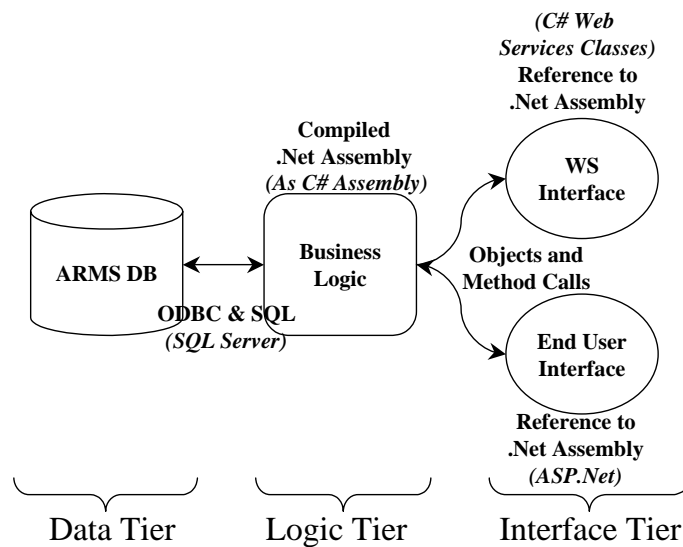 (C# Web
Services Classes)
Reference to
.Net Assembly
WS
Interface
Compiled
.Net Assembly
(As C# Assembly)
Business
Logic
ARMS DB
ODBC & SQL
(SQL Server)
Objects and
Method Calls
End User
Interface
Reference to
.Net Assembly
(ASP.Net)
Data Tier
Logic Tier
Interface Tier